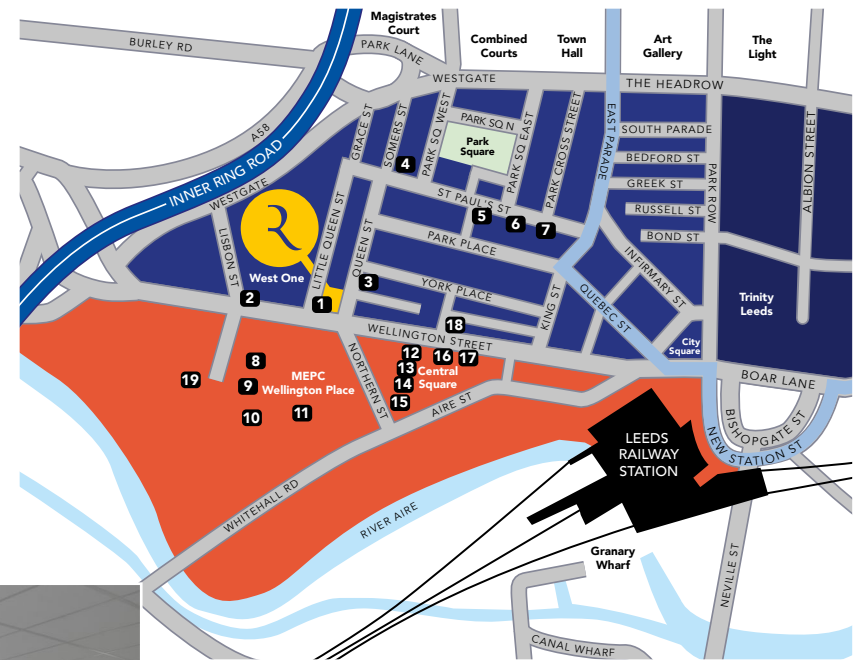 Magistrates
Court
Combined
Courts
Town
Hall
Art
Gallery
The
Light
BURLEY RD
PARK LANE
WESTGATE
THE HEADROW
A58
INNER RING ROAD
WESTGATE
GRACE ST
SOMERS ST
PARK SQ WEST
PARK SQ N
Park
Square
PARK SQ EAST
PARK CROSS STREET
EAST PARADE
SOUTH PARADE
BEDFORD ST
GREEK ST
RUSSELL ST
BOND ST
PARK ROW
ALBION STREET
4
ST PAUL'S ST
5
6
7
LISBON ST
R
West One
LITTLE QUEEN ST
QUEEN ST
PARK PLACE
YORK PLACE
KING ST
INFIRMARY ST
QUEBEC ST
Trinity
Leeds
City
Square
2
1
3
18
WELLINGTON STREET
12
16
17
13
Central
Square
14
15
8
19
9
MEPC
Wellington Place
10
11
NORTHERN ST
AIRE ST
BOAR LANE
BISHOPGATE ST
NEW STATION ST
LEEDS
RAILWAY
STATION
WHITEHALL RD
RIVER AIRE
Granary
Wharf
NEVILLE ST
CANAL WHARF